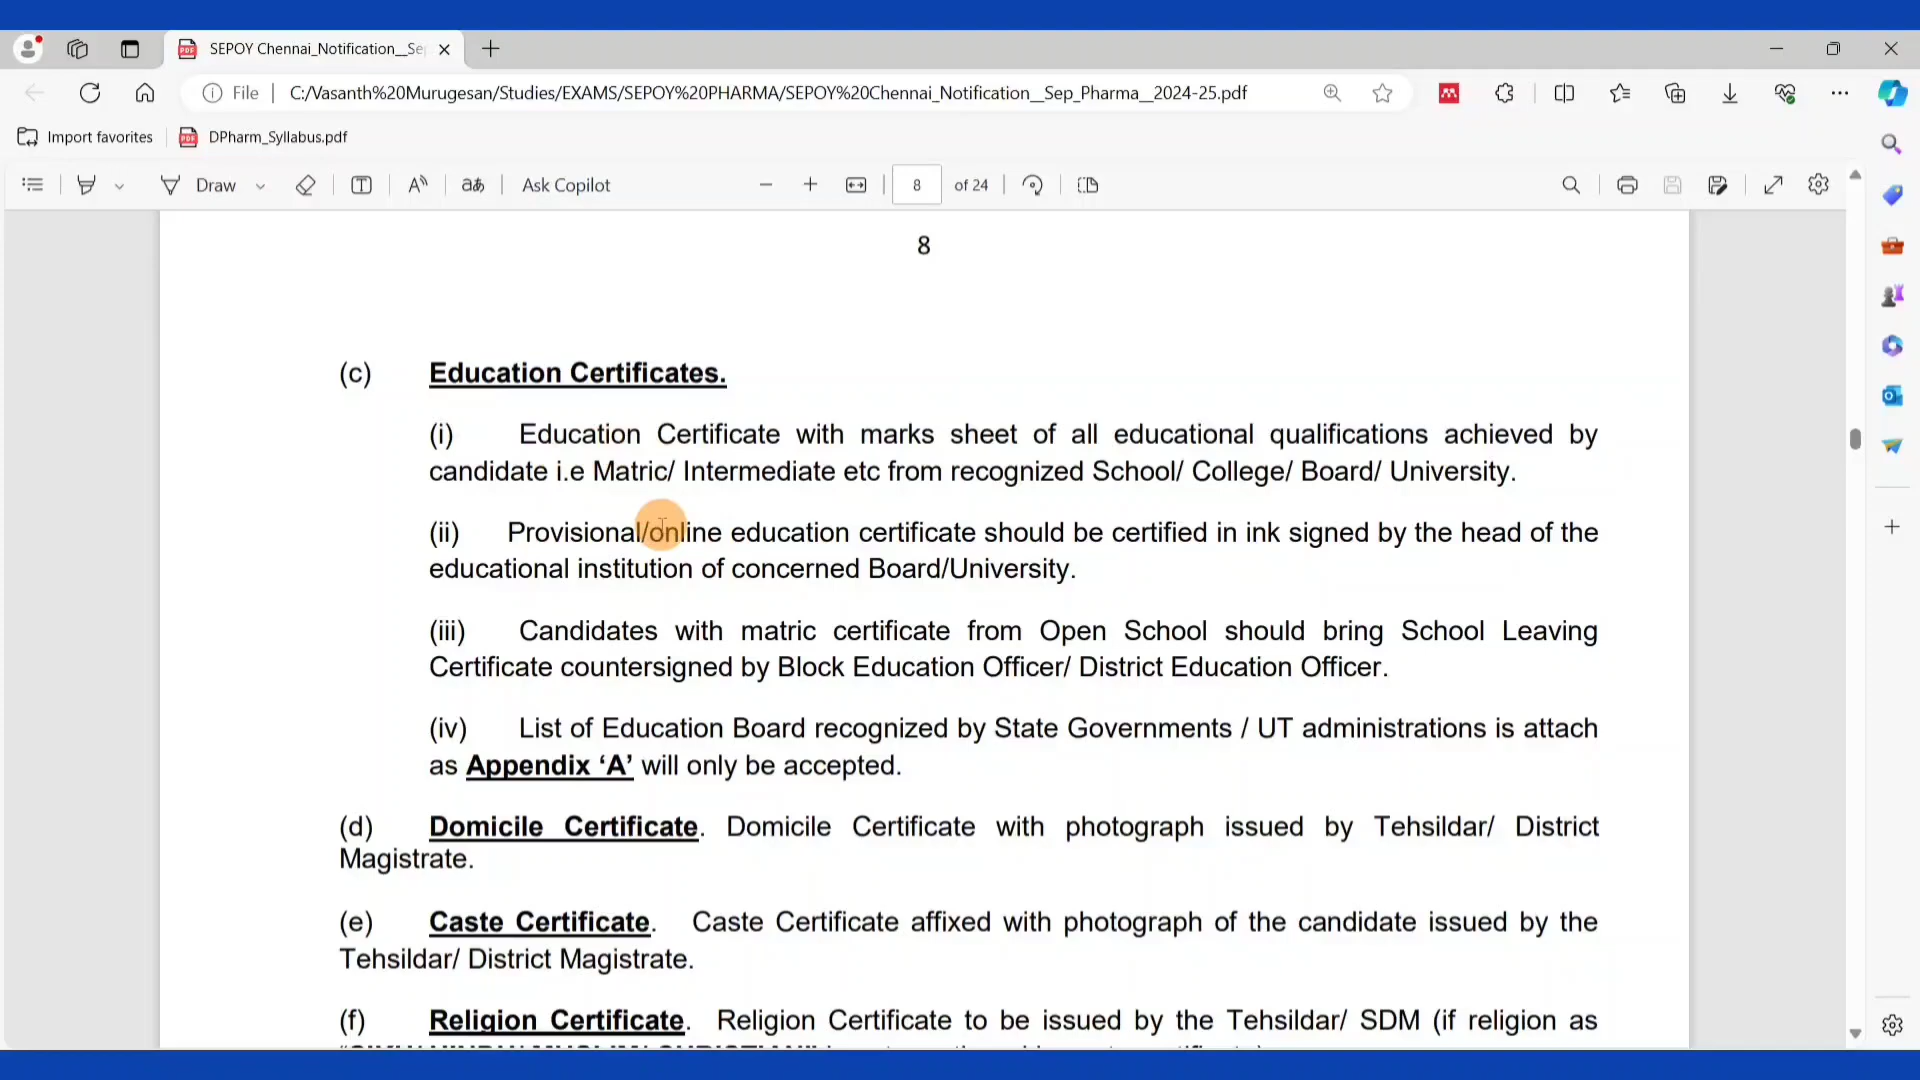 SEPOY Chennai_Notification__Se
File
C:/Vasanth%20Murugesan/Studies/EXAMS/SEPOY%20PHARMA/SEPOY%20Chennai_Notification__Sep_Pharma__2024-25.pdf
Import favorites
DPharm_Syllabus.pdf
Draw
Ask Copilot
8
of 24
8
(c) Education Certificates.
(i) Education Certificate with marks sheet of all educational qualifications achieved by
candidate i.e Matric/ Intermediate etc from recognized School/ College/ Board/ University.
(ii) Provisional/online education certificate should be certified in ink signed by the head of the
educational institution of concerned Board/University.
(iii) Candidates with matric certificate from Open School should bring School Leaving
Certificate countersigned by Block Education Officer/ District Education Officer.
(iv) List of Education Board recognized by State Governments / UT administrations is attach
as Appendix ‘A’ will only be accepted.
(d) Domicile Certificate. Domicile Certificate with photograph issued by Tehsildar/ District
Magistrate.
(e) Caste Certificate. Caste Certificate affixed with photograph of the candidate issued by the
Tehsildar/ District Magistrate.
(f) Religion Certificate. Religion Certificate to be issued by the Tehsildar/ SDM (if religion as